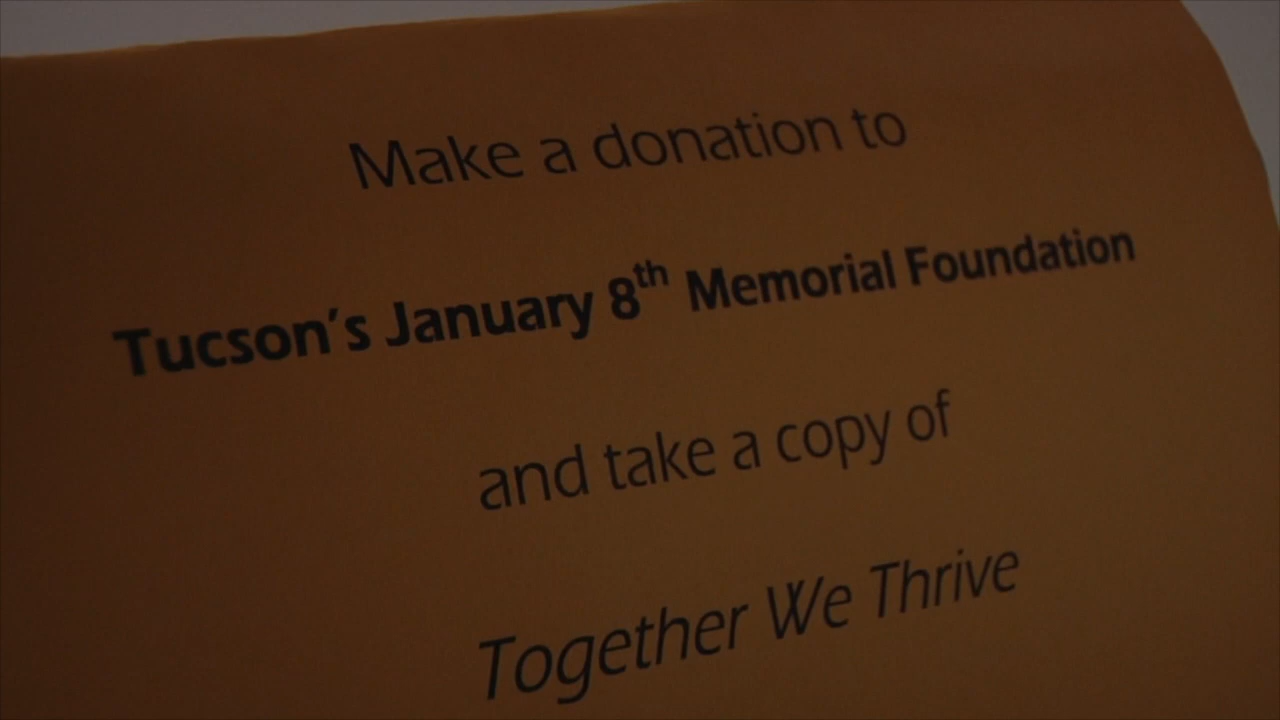 Make a donation to
Tucson's January 8th Memorial Foundation
and take a copy of
Together We Thrive